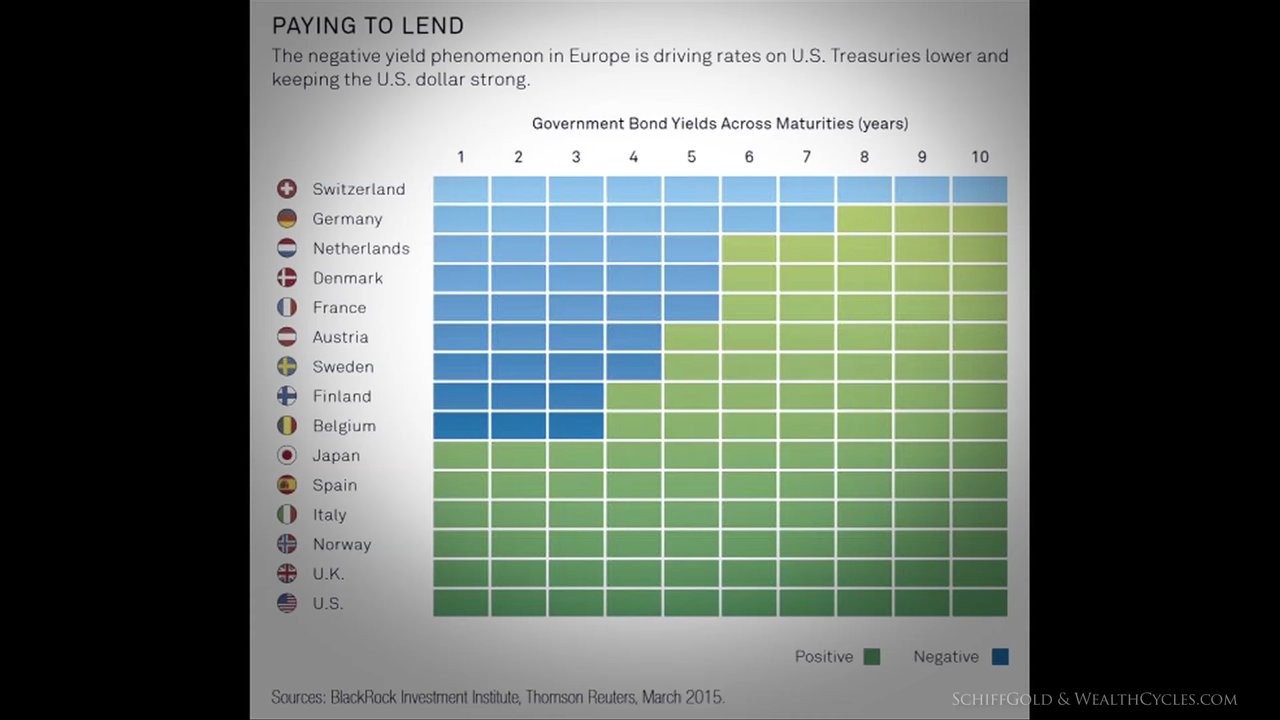 PAYING TO LEND
The negative yield phenomenon in Europe is driving rates on U.S. Treasuries lower and
keeping the U.S. dollar strong.
Government Bond Yields Across Maturities (years)
1 2 3 4 5 6 7 8 9 10
Switzerland
Germany
Netherlands
Denmark
France
Austria
Sweden
Finland
Belgium
Japan
Spain
Italy
Norway
U.K.
U.S.
Positive Negative
Sources: BlackRock Investment Institute, Thomson Reuters, March 2015.
SCHIFFGOLD & WEALTHCYCLES.COM